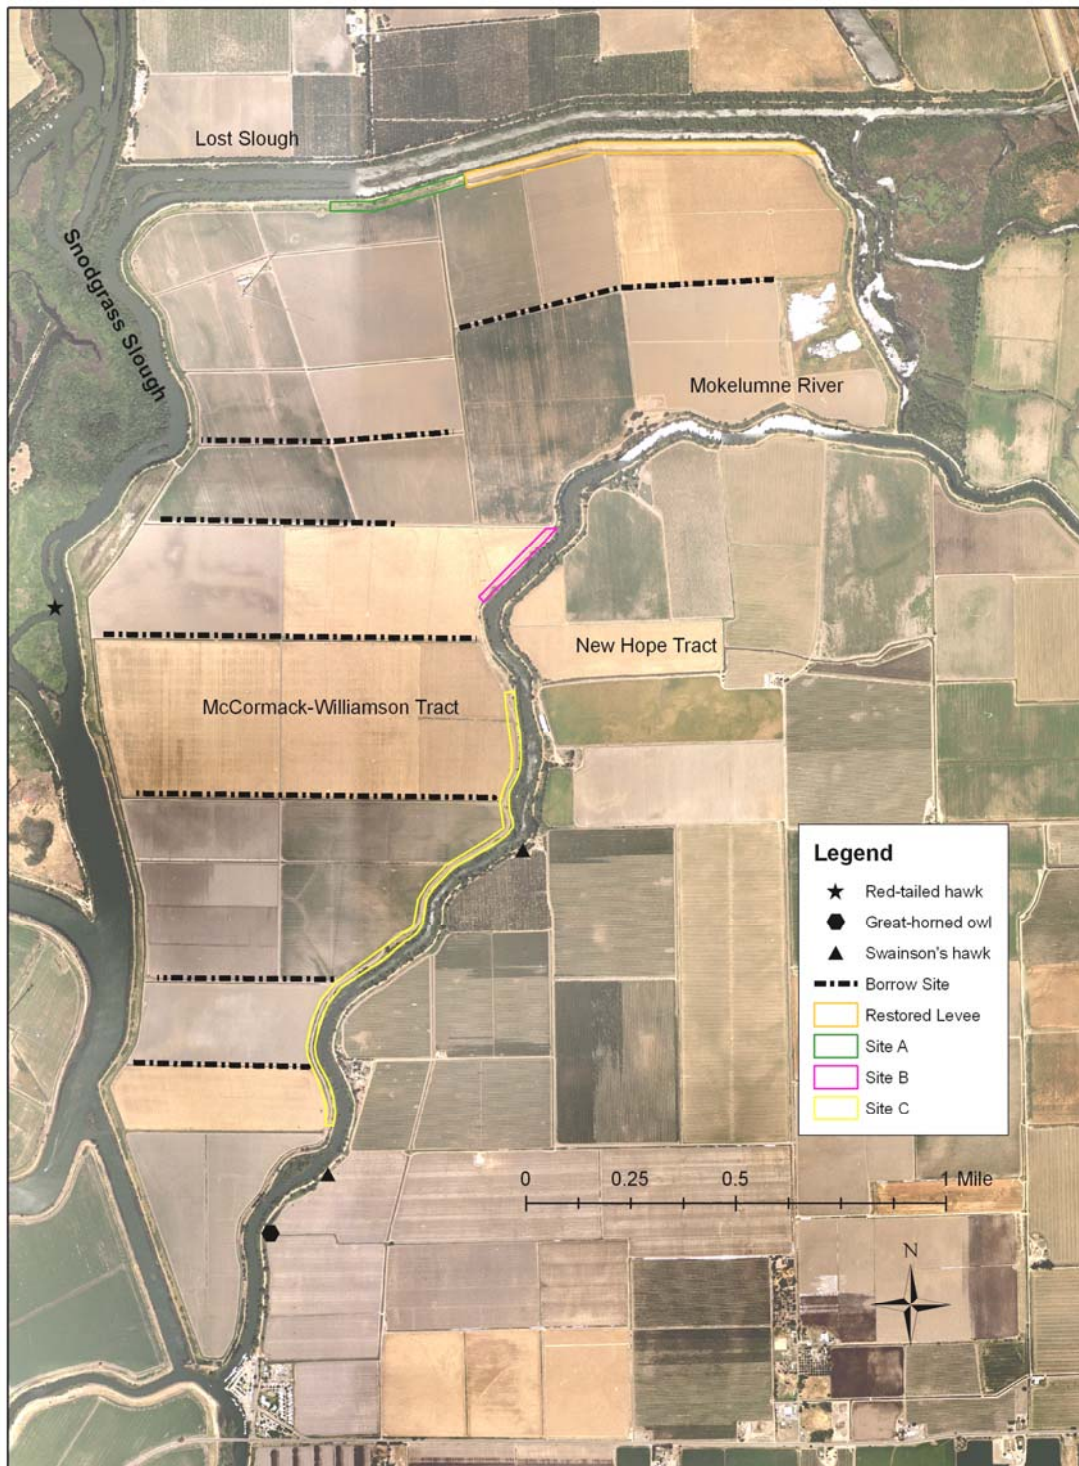 Lost Slough
Snodgrass Slough
Mokelumne River
New Hope Tract
McCormack-Williamson Tract
Legend
Red-tailed hawk
Great-horned owl
Swainson's hawk
Borrow Site
Restored Levee
Site A
Site B
Site C
0 0.25 0.5 1 Mile
N